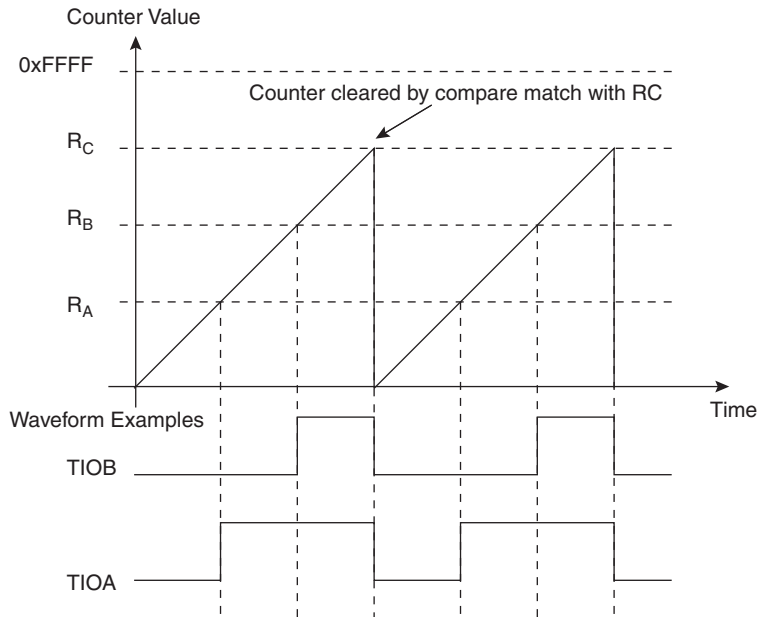 Counter Value
0xFFFF
Counter cleared by compare match with RC
RC
RB
RA
Time
Waveform Examples
TIOB
TIOA